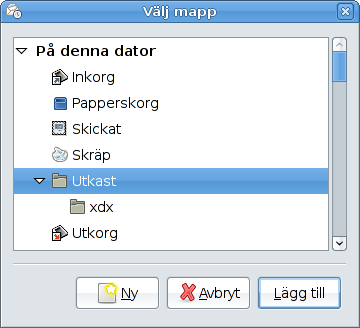 Välj mapp
På denna dator
Inkorg
Papperskorg
Skickat
Skräp
Utkast
xdx
Utkorg
Ny Avbryt Lägg till